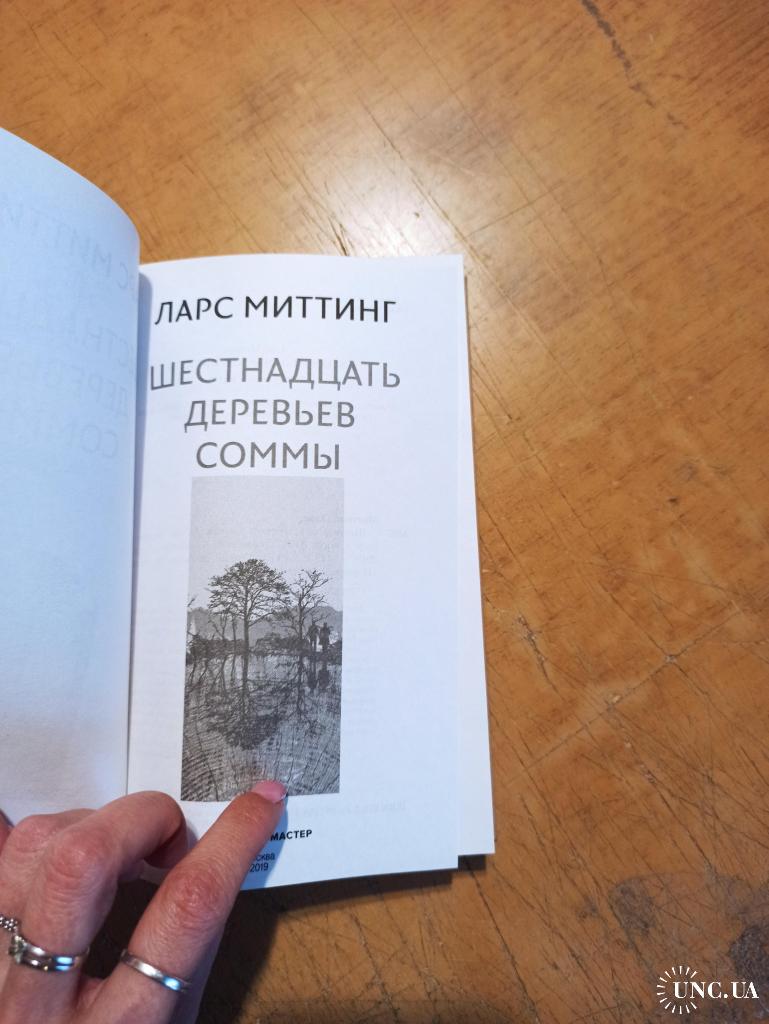 ЛАРС МИТТИНГ
ШЕСТНАДЦАТЬ
ДЕРЕВЬЕВ
СОММЫ
МАСТЕР
2019
UNC.UA